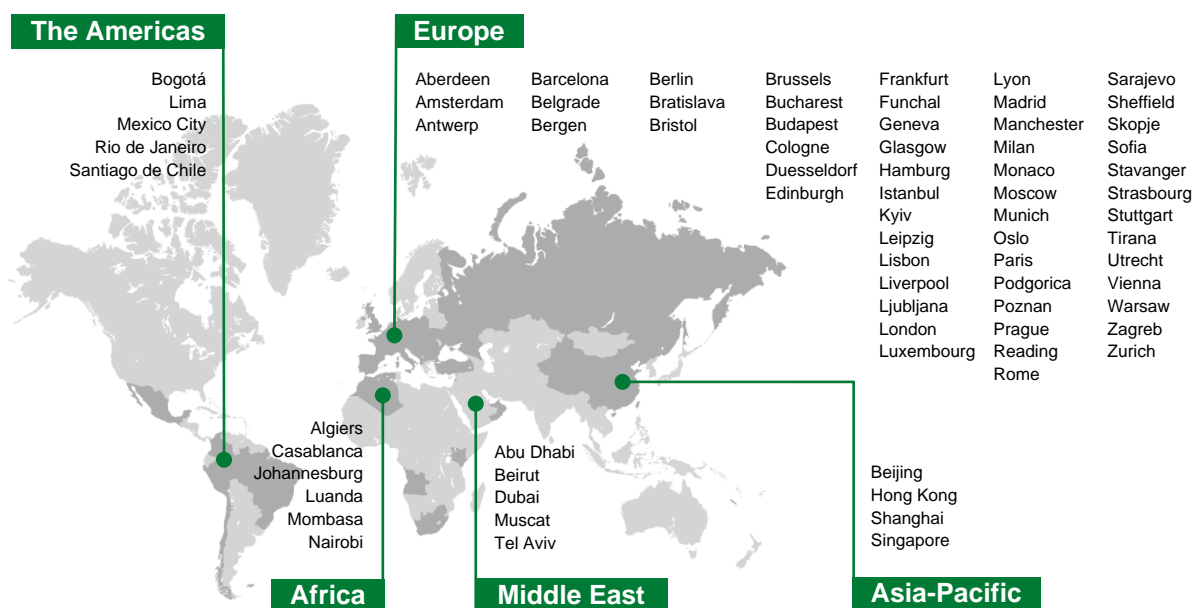 The Americas
Bogotá
Lima
Mexico City
Rio de Janeiro
Santiago de Chile
Europe
Aberdeen
Amsterdam
Antwerp
Barcelona
Belgrade
Bergen
Berlin
Bratislava
Bristol
Brussels
Bucharest
Budapest
Cologne
Duesseldorf
Edinburgh
Frankfurt
Funchal
Geneva
Glasgow
Hamburg
Istanbul
Kyiv
Leipzig
Lisbon
Liverpool
Ljubljana
London
Luxembourg
Lyon
Madrid
Manchester
Milan
Monaco
Moscow
Munich
Oslo
Paris
Podgorica
Poznan
Prague
Reading
Rome
Sarajevo
Sheffield
Skopje
Sofia
Stavanger
Strasbourg
Stuttgart
Tirana
Utrecht
Vienna
Warsaw
Zagreb
Zurich
Algiers
Casablanca
Johannesburg
Luanda
Mombasa
Nairobi
Africa
Abu Dhabi
Beirut
Dubai
Muscat
Tel Aviv
Middle East
Beijing
Hong Kong
Shanghai
Singapore
Asia-Pacific